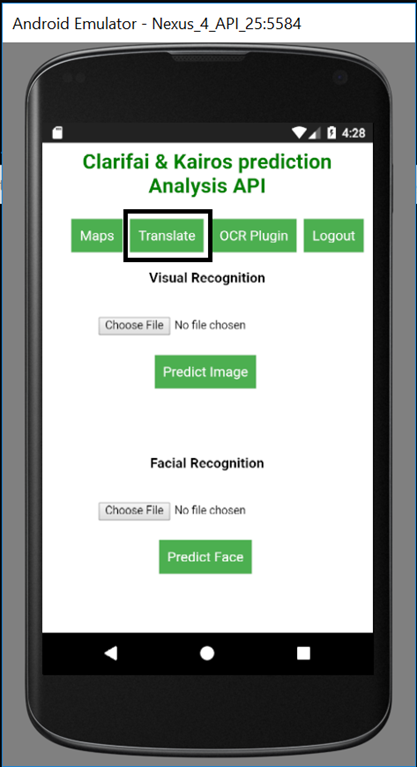 Android Emulator - Nexus_4_API_25:5584
4:28
Clarifai & Kairos prediction
Analysis API
Maps Translate OCR Plugin Logout
Visual Recognition
Choose File No file chosen
Predict Image
Facial Recognition
Choose File No file chosen
Predict Face